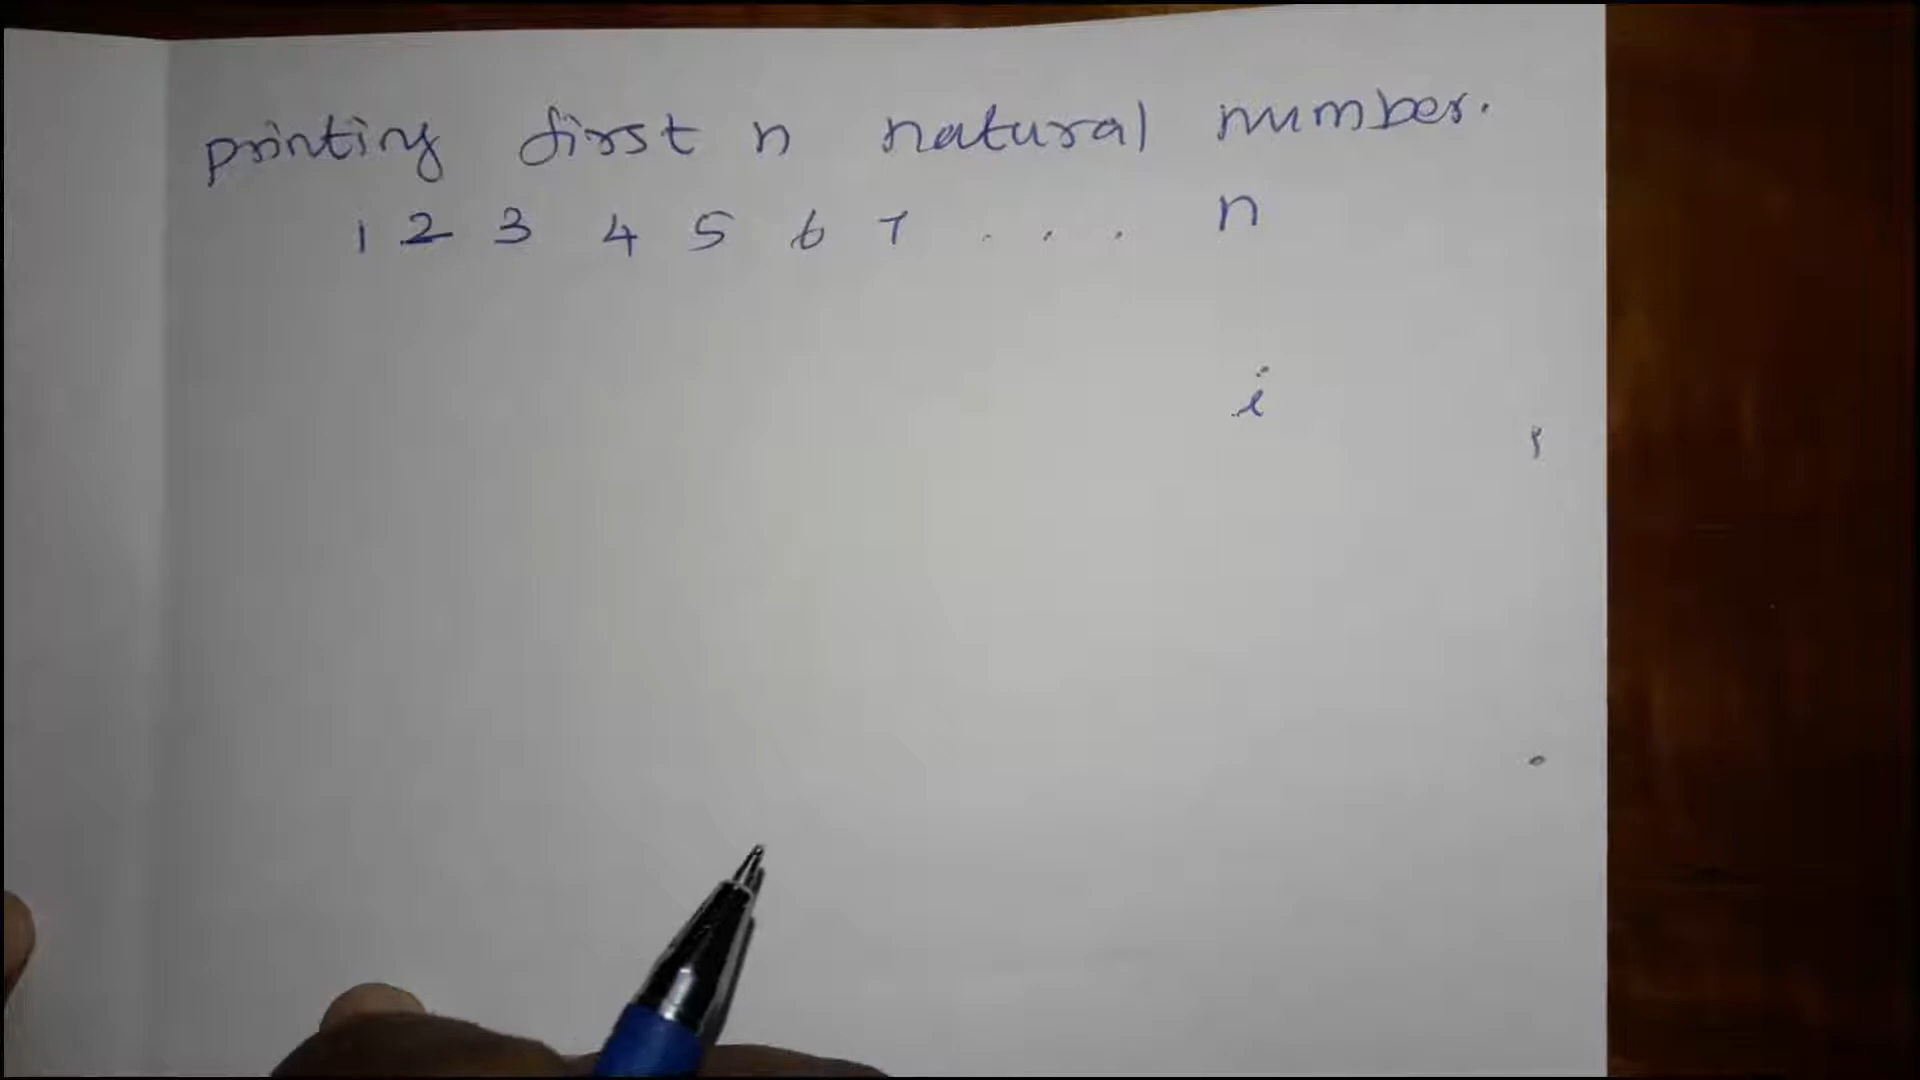 printing first n natural number.
1 2 3 4 5 6 7 . . . n
i